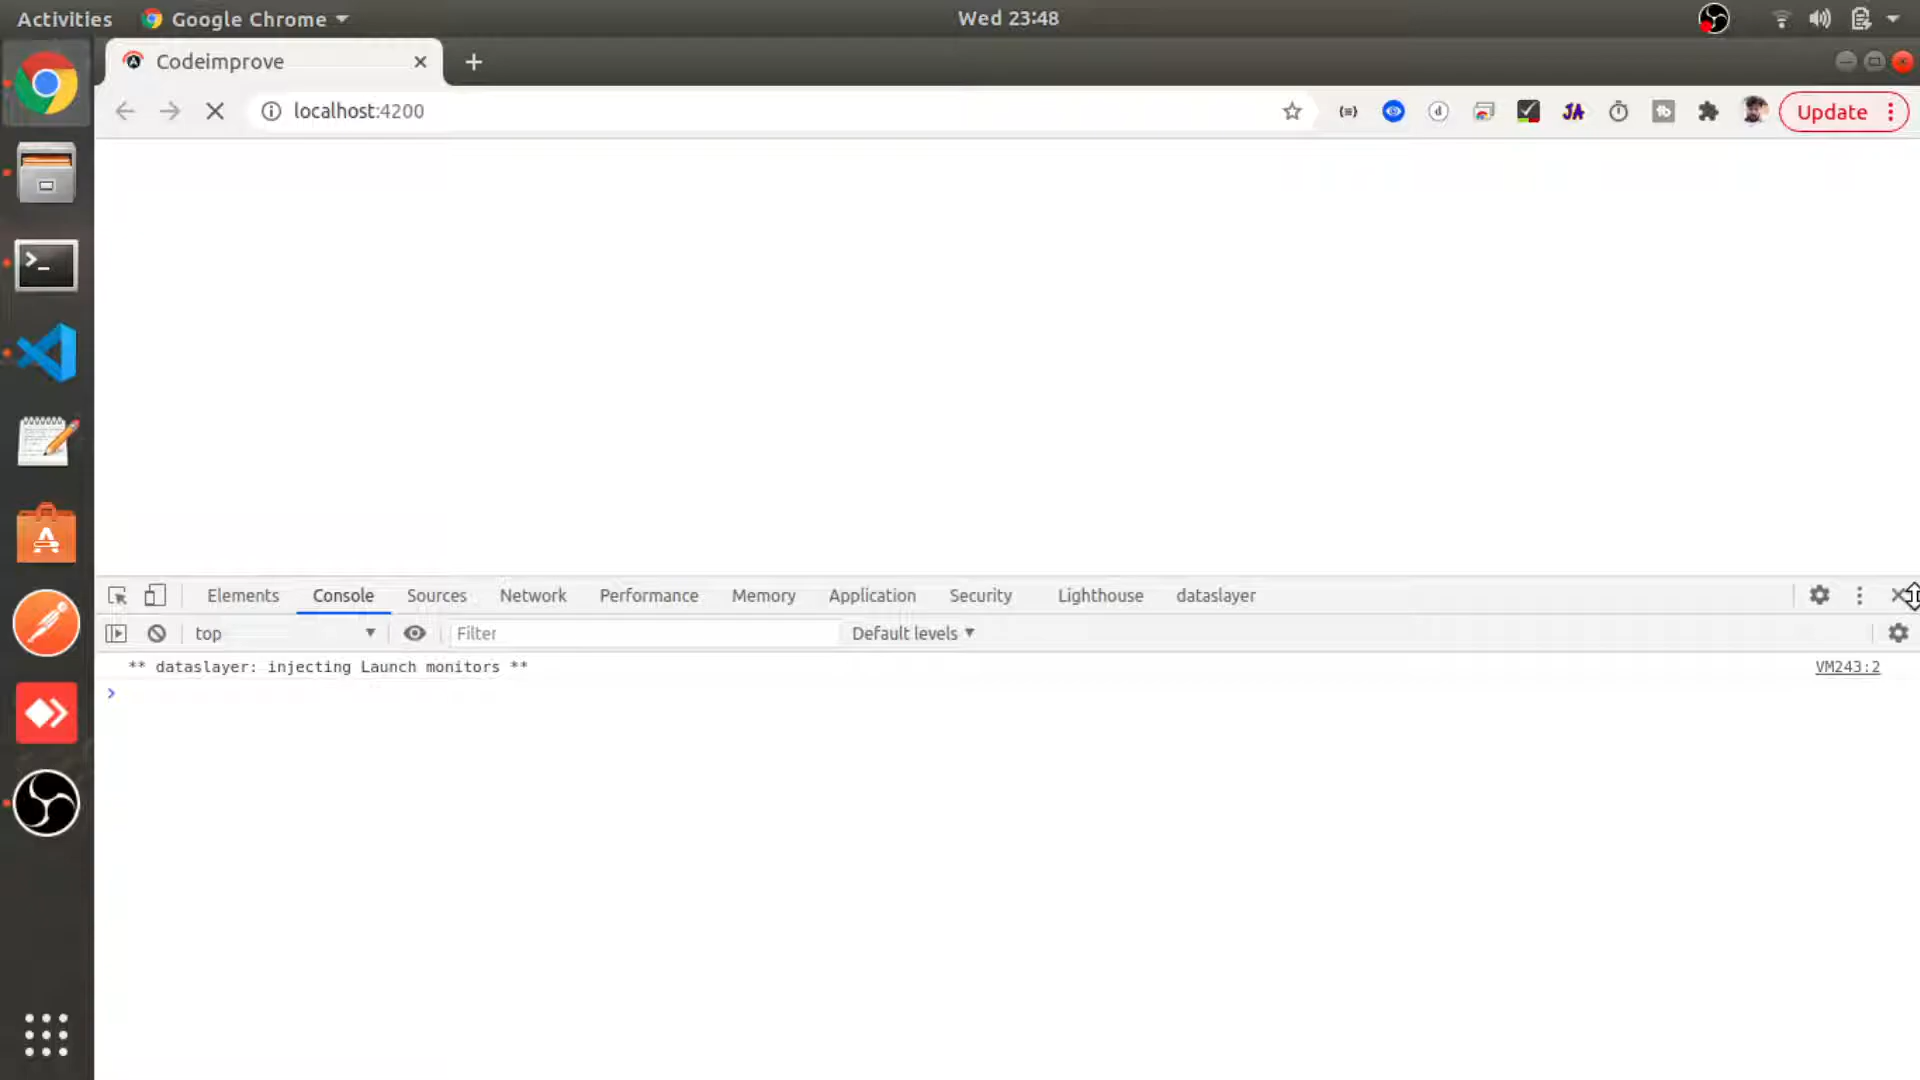 Activities Google Chrome Wed 23:48
Codeimprove
localhost:4200 JA Update
Elements Console Sources Network Performance Memory Application Security Lighthouse dataslayer
top Filter Default levels
** dataslayer: injecting Launch monitors ** VM243:2
>